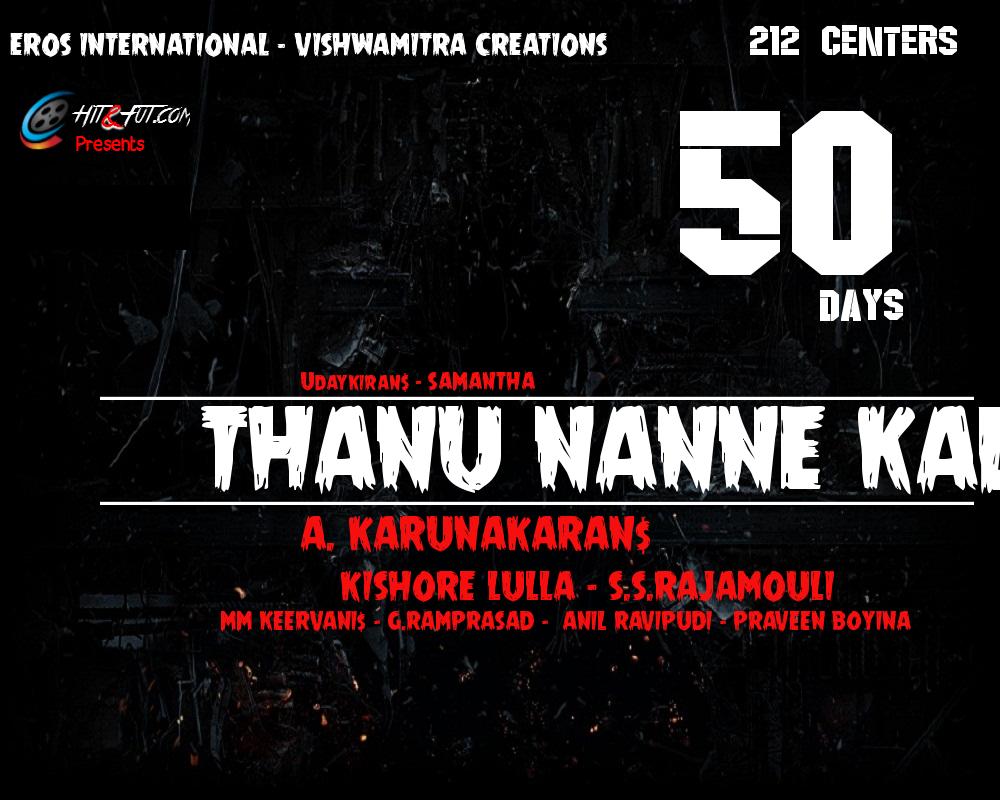 EROS INTERNATIONAL - VISHWAMITRA CREATIONS
212 CENTERS
HIT&FUT.COM
Presents
50
DAYS
UDAYKIRAN$ - SAMANTHA
THANU NANNE
A. KARUNAKARAN$
KISHORE LULLA - S.S.RAJAMOULI
MM KEERVANI$ - G.RAMPRASAD - ANIL RAVIPUDI - PRAVEEN BOYINA